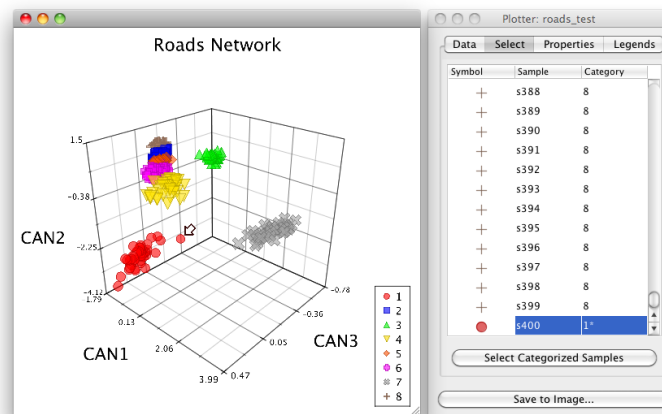 Roads Network
1.5
-0.38
CAN2
-2.25
-4.12
-1.79
0.13
CAN1
2.06
3.99
0.47
0.05
CAN3
-0.36
-0.78
1
2
3
4
5
6
7
8
Plotter: roads_test
Data Select Properties Legends
Symbol Sample Category
s388 8
s389 8
s390 8
s391 8
s392 8
s393 8
s394 8
s395 8
s396 8
s397 8
s398 8
s399 8
s400 1*
Select Categorized Samples
Save to Image...